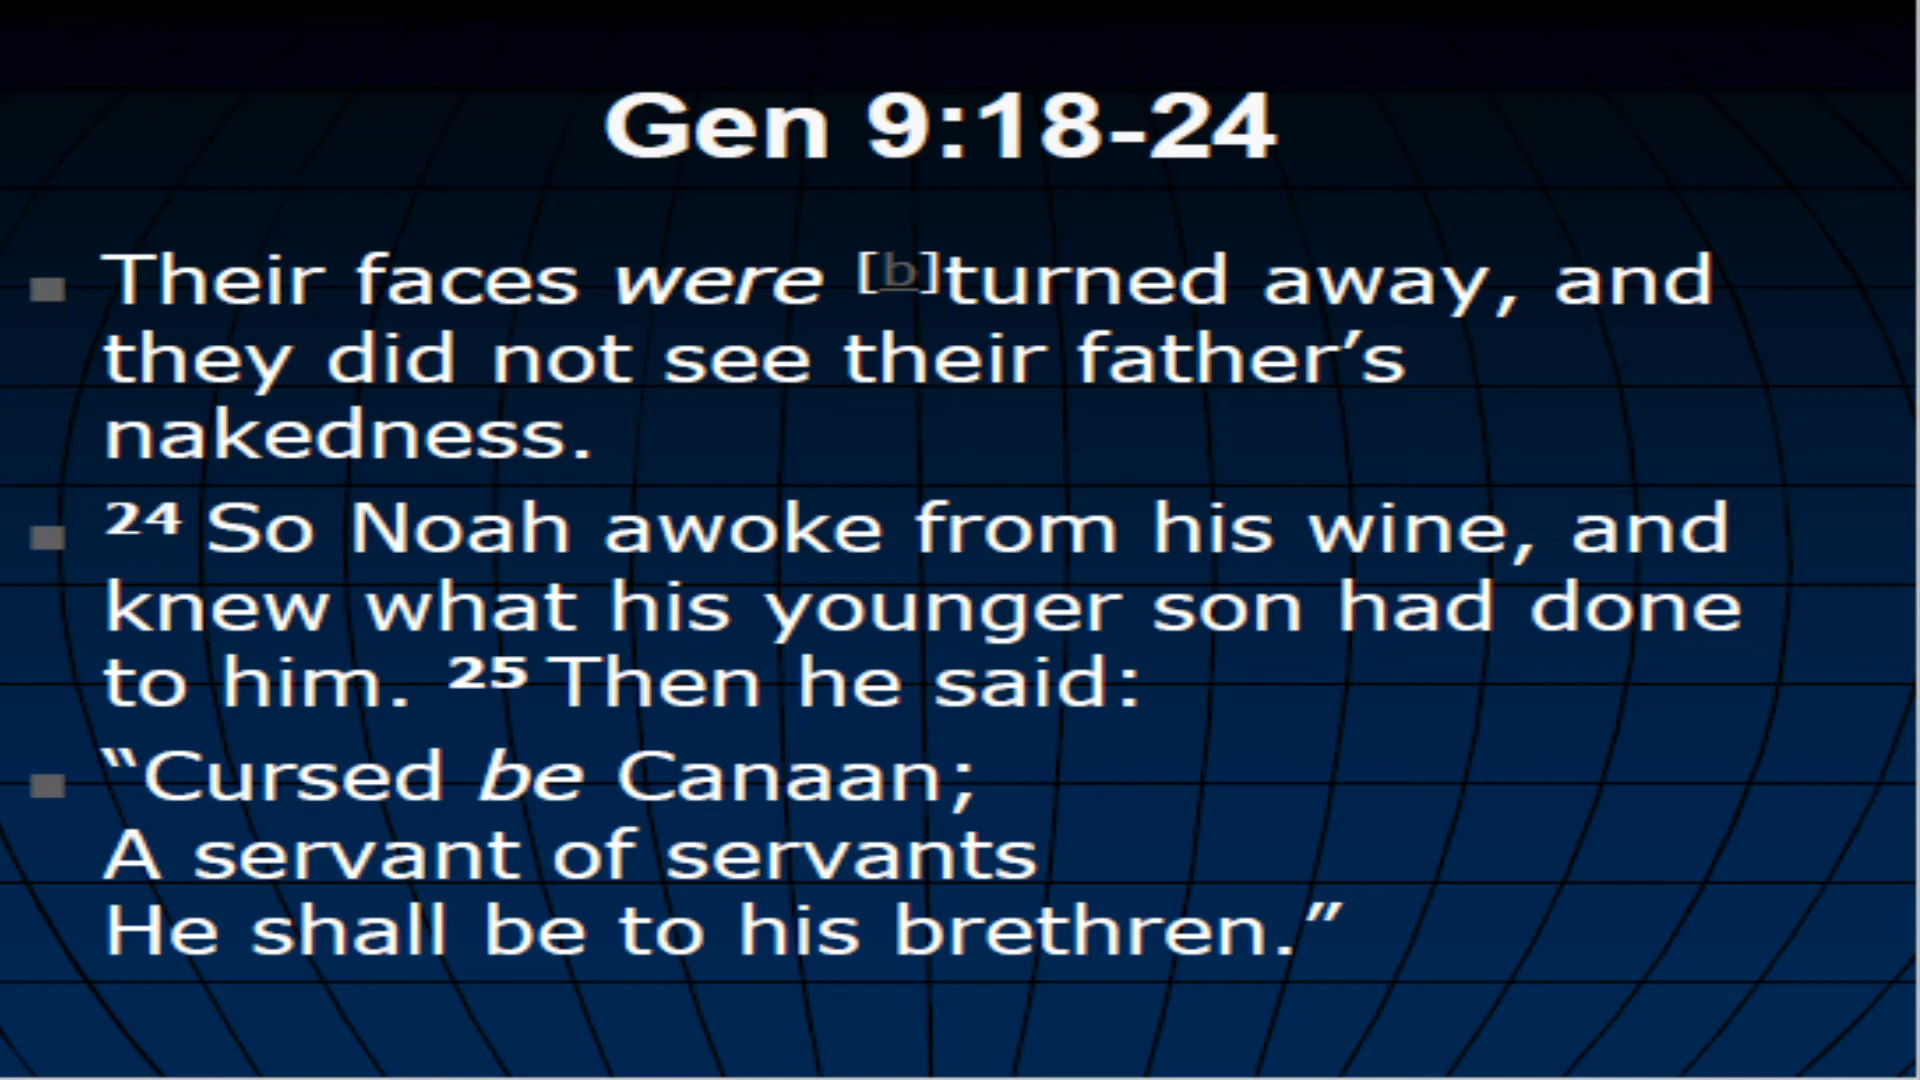 Gen 9:18-24
Their faces were [b]turned away, and
they did not see their father’s
nakedness.
24 So Noah awoke from his wine, and
knew what his younger son had done
to him. 25 Then he said:
“Cursed be Canaan;
A servant of servants
He shall be to his brethren.”